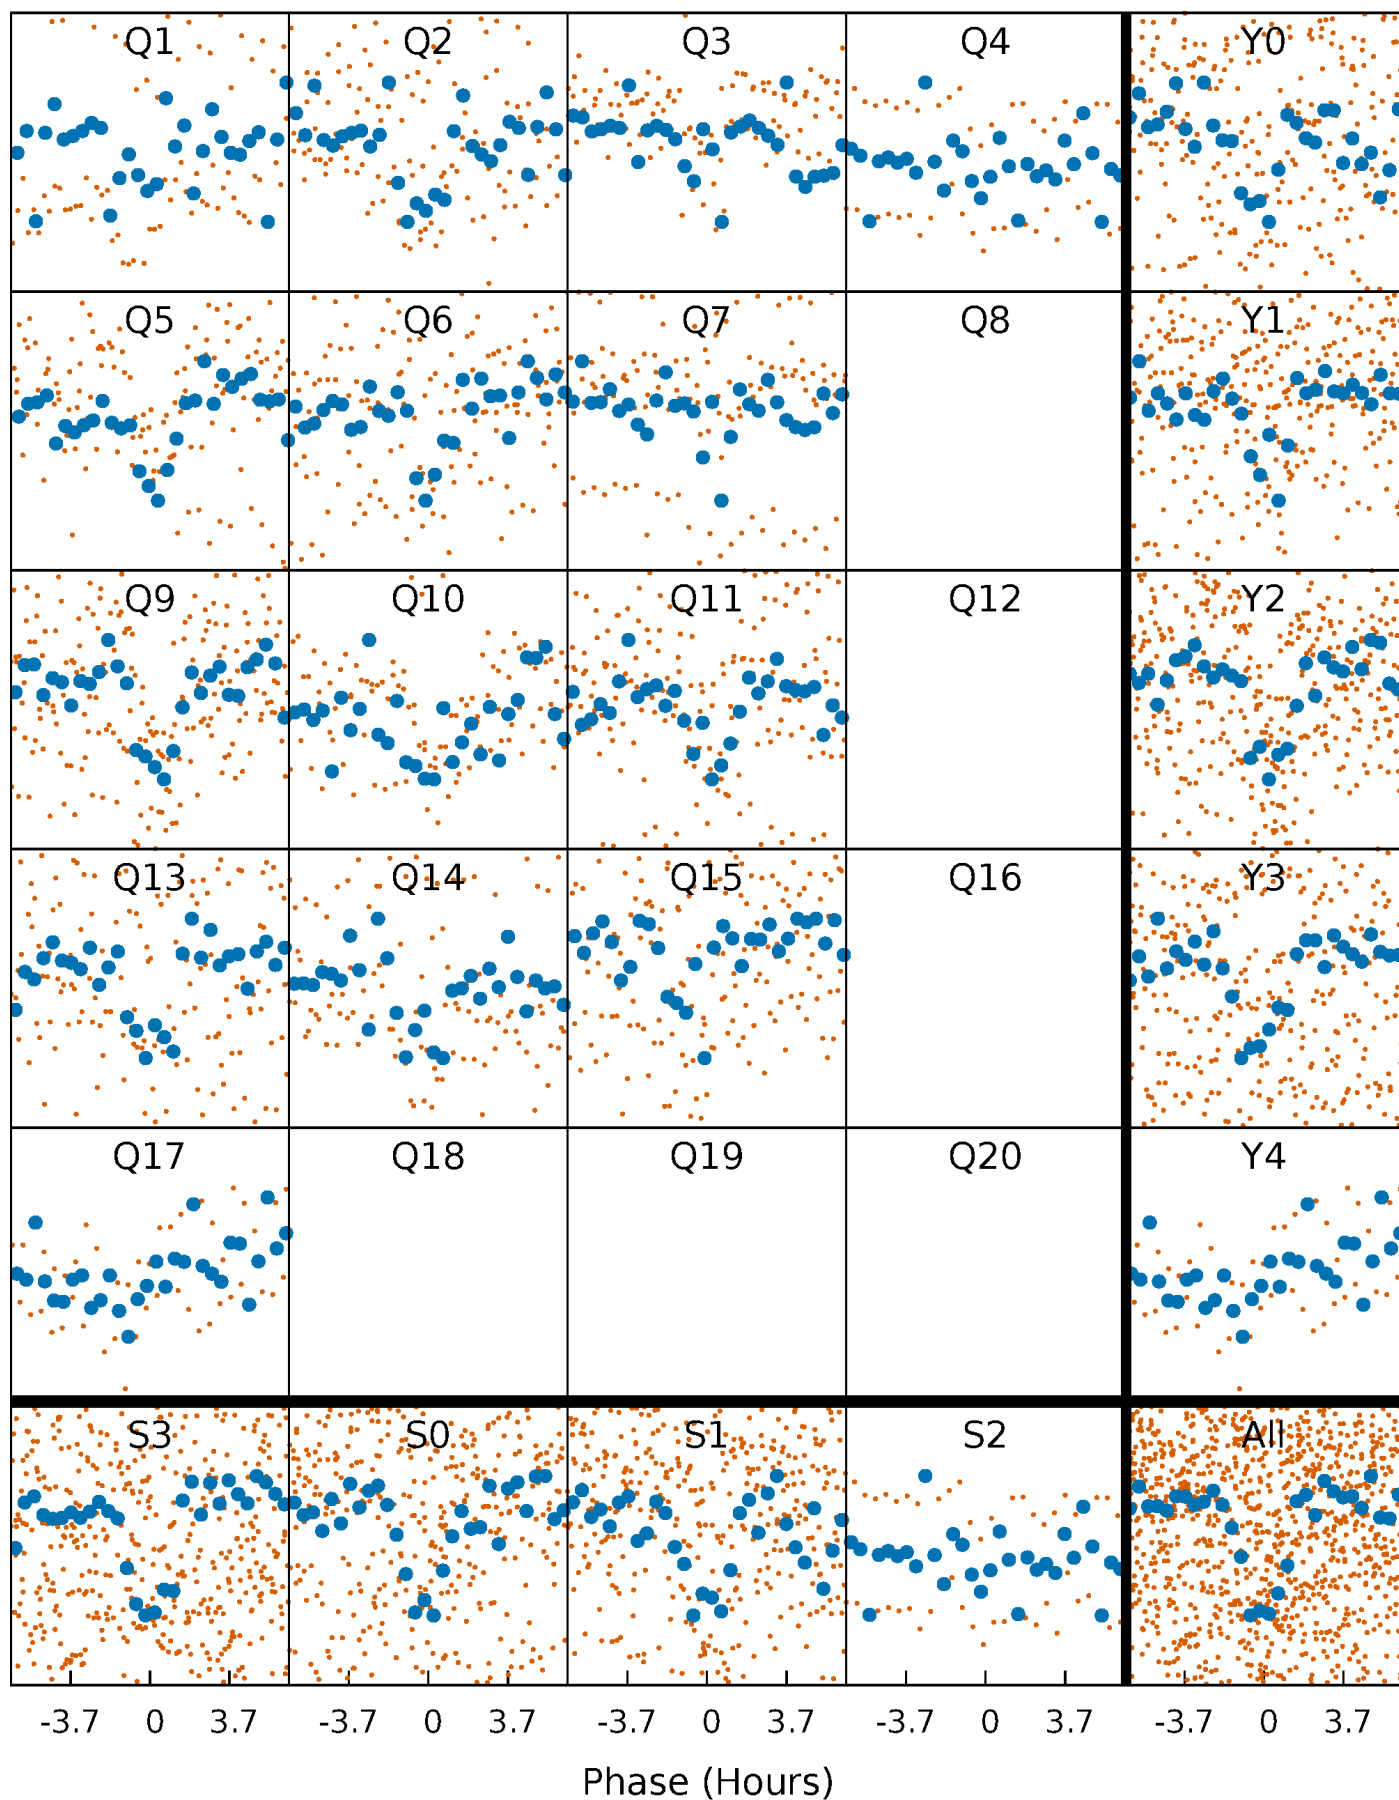 Q1 Q2 Q3 Q4 Y0
Q5 Q6 Q7 Q8 Y1
Q9 Q10 Q11 Q12 Y2
Q13 Q14 Q15 Q16 Y3
Q17 Q18 Q19 Q20 Y4
S3 S0 S1 S2 All
-3.7 0 3.7 -3.7 0 3.7 -3.7 0 3.7 -3.7 0 3.7 -3.7 0 3.7
Phase (Hours)